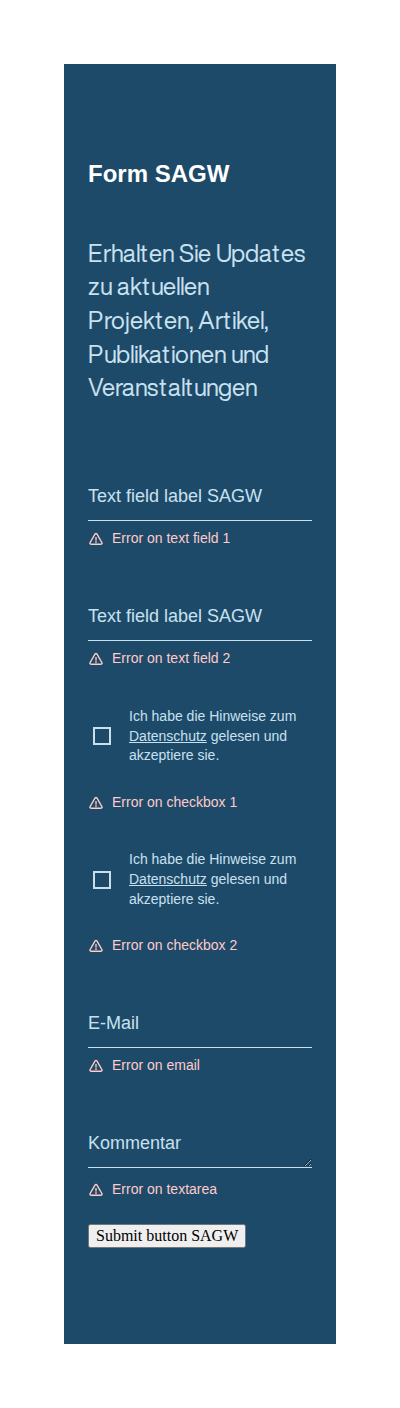 Form SAGW
Erhalten Sie Updates
zu aktuellen
Projekten, Artikel,
Publikationen und
Veranstaltungen
Text field label SAGW
Error on text field 1
Text field label SAGW
Error on text field 2
Ich habe die Hinweise zum
Datenschutz gelesen und
akzeptiere sie.
Error on checkbox 1
Ich habe die Hinweise zum
Datenschutz gelesen und
akzeptiere sie.
Error on checkbox 2
E-Mail
Error on email
Kommentar
Error on textarea
Submit button SAGW